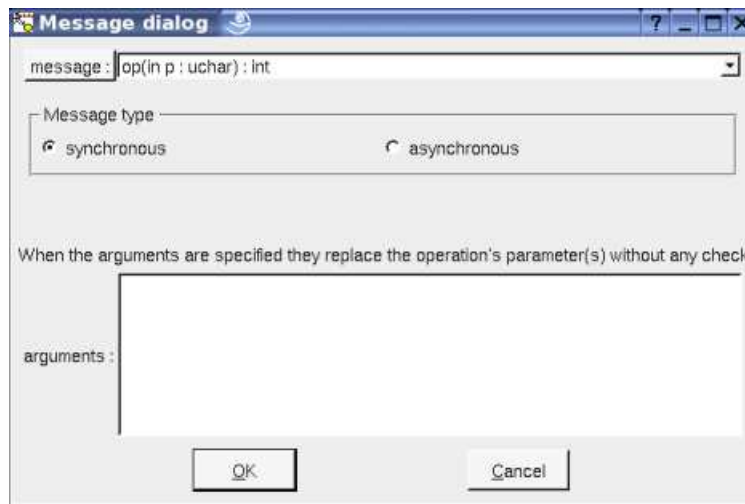 Message dialog
message : op(in p : uchar) : int
Message type
synchronous asynchronous
When the arguments are specified they replace the operation's parameter(s) without any check
arguments :
OK Cancel